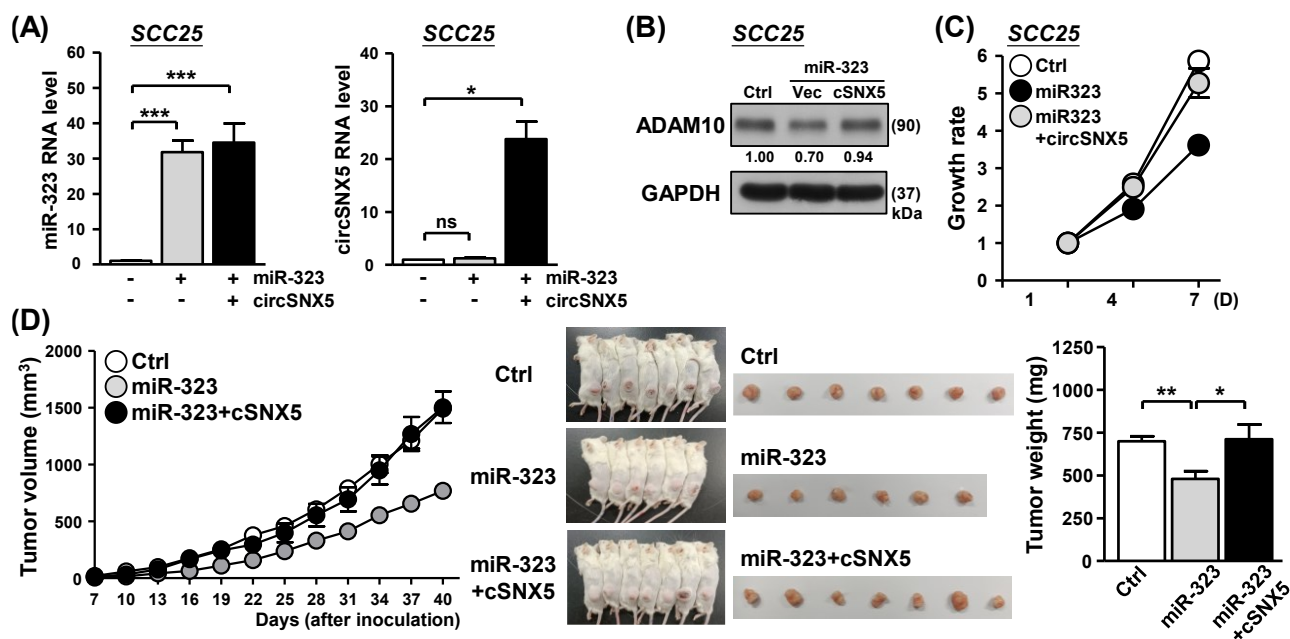 (A)
SCC25
miR-323 RNA level
60
50
40
30
20
10
0
***
***
- + + miR-323
- - + circSNX5
SCC25
circSNX5 RNA level
40
30
20
10
0
*
ns
- + + miR-323
- - + circSNX5
(B)
SCC25
miR-323
Ctrl Vec cSNX5
ADAM10 (90)
1.00 0.70 0.94
GAPDH (37)
kDa
(C)
SCC25
Ctrl
miR323
miR323
+circSNX5
Growth rate
6
5
4
3
2
1
0
1 4 7 (D)
(D)
Tumor volume (mm³)
2000
1500
1000
500
0
Ctrl
miR-323
miR-323+cSNX5
7 10 13 16 19 22 25 28 31 34 37 40
Days (after inoculation)
Ctrl
miR-323
miR-323
+cSNX5
Ctrl
miR-323
miR-323+cSNX5
Tumor weight (mg)
1250
1000
750
500
250
0
** *
Ctrl
miR-323
miR-323
+cSNX5